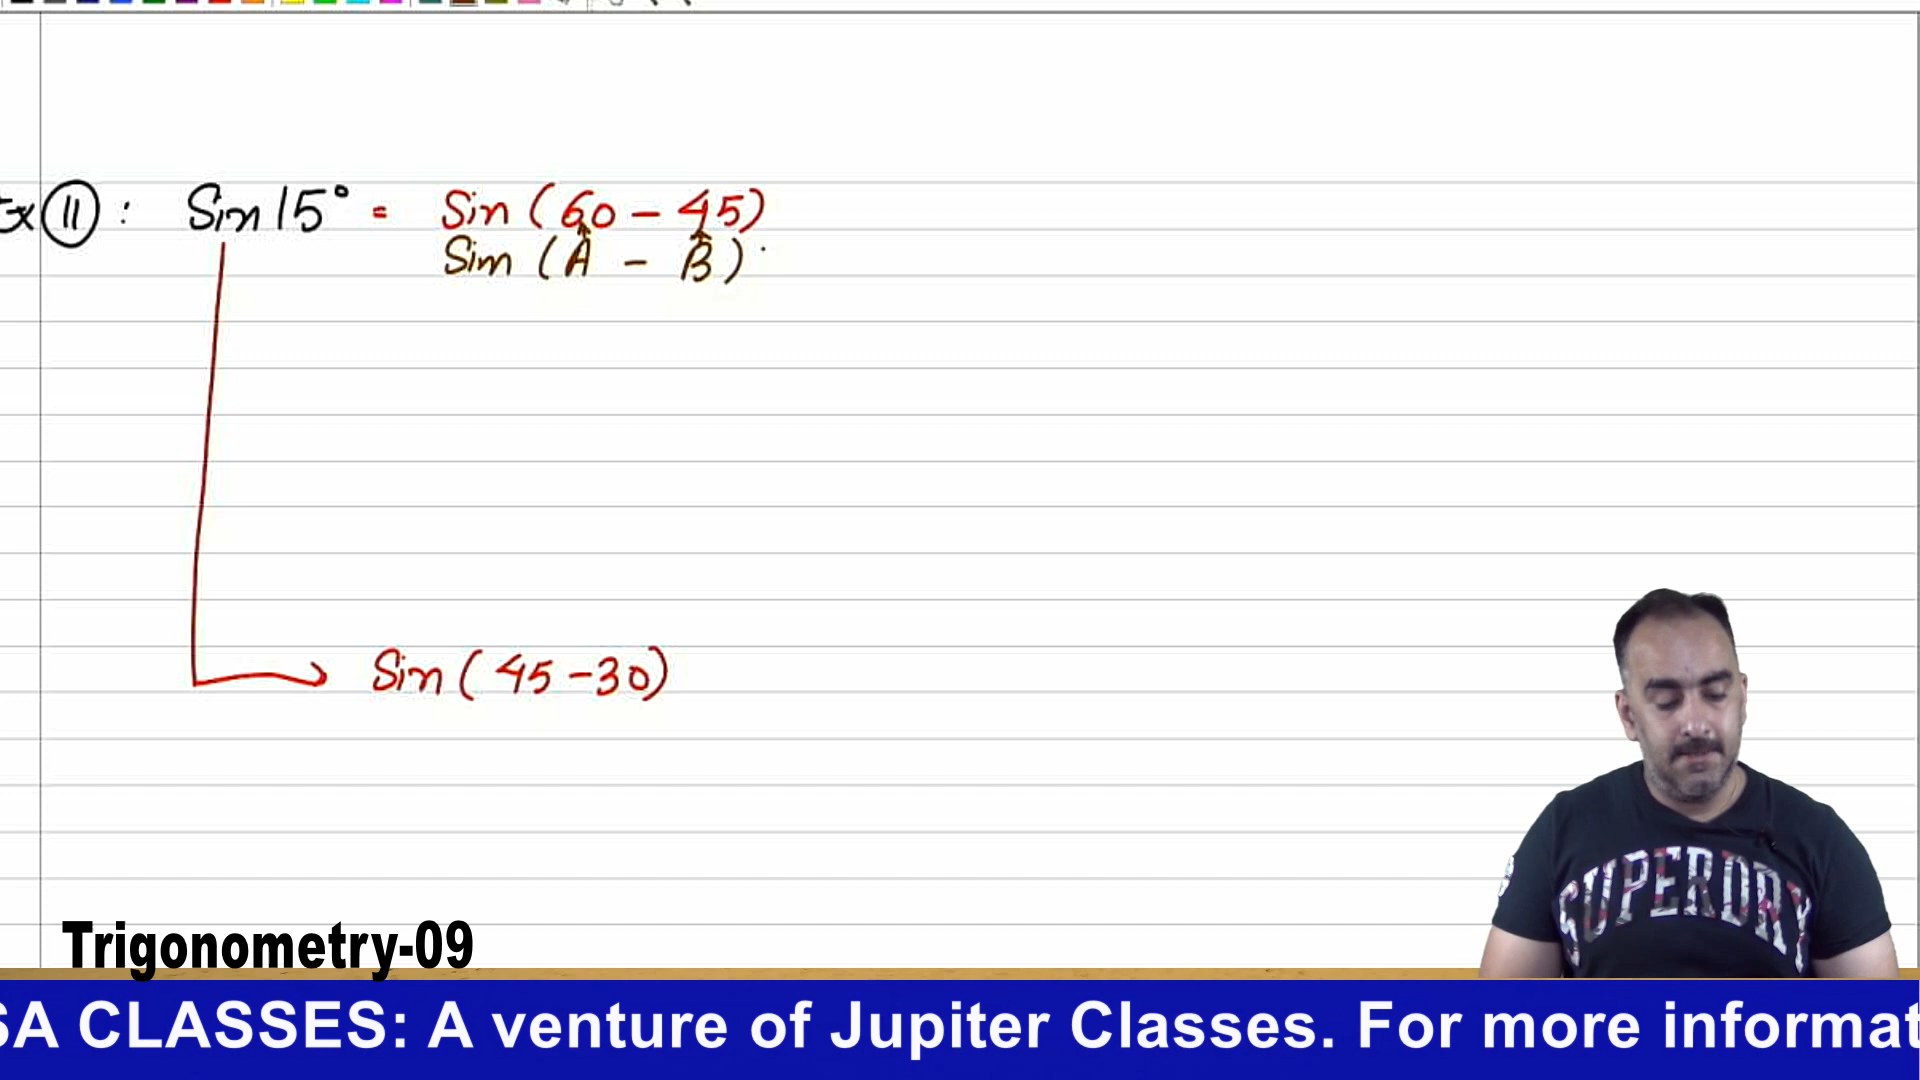 Ex (11) : Sin 15° = Sin (60 - 45)
Sin (A - B)
Sin (45 - 30)
SUPERDRY
Trigonometry-09
SA CLASSES: A venture of Jupiter Classes. For more informat